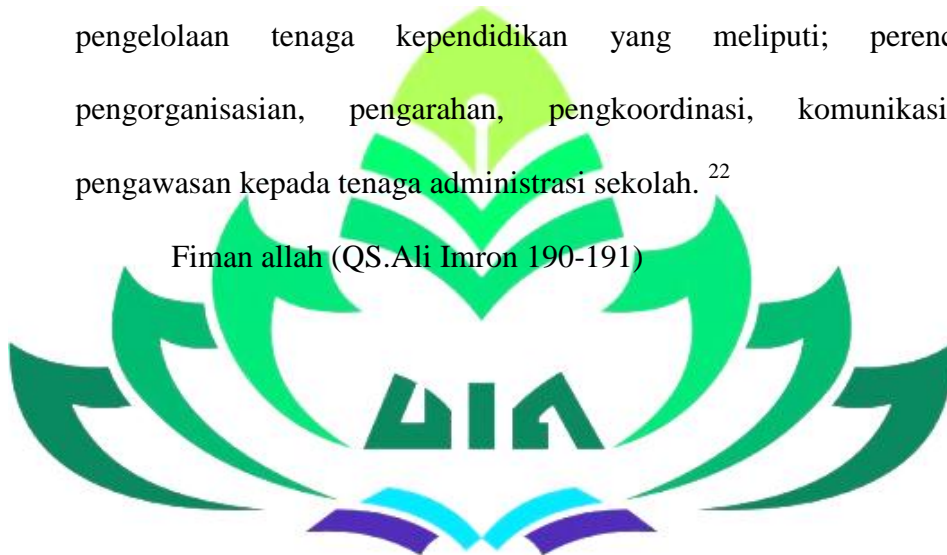 pengelolaan tenaga kependidikan yang meliputi;
pengorganisasian, pengarahan, pengkoordinasi, komunikasi
pengawasan kepada tenaga administrasi sekolah. 22
Fiman allah (QS.Ali Imron 190-191)
UIN